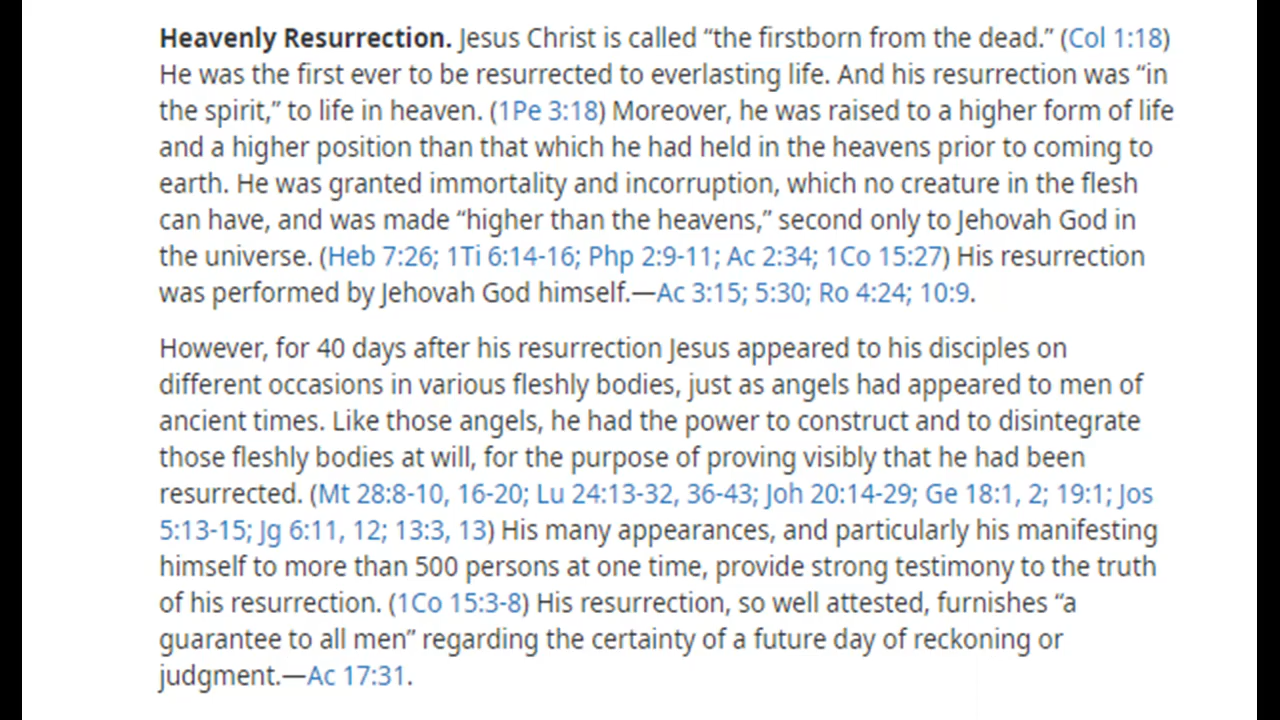 Heavenly Resurrection. Jesus Christ is called “the firstborn from the dead.” (Col 1:18)
He was the first ever to be resurrected to everlasting life. And his resurrection was “in
the spirit,” to life in heaven. (1Pe 3:18) Moreover, he was raised to a higher form of life
and a higher position than that which he had held in the heavens prior to coming to
earth. He was granted immortality and incorruption, which no creature in the flesh
can have, and was made “higher than the heavens,” second only to Jehovah God in
the universe. (Heb 7:26; 1Ti 6:14-16; Php 2:9-11; Ac 2:34; 1Co 15:27) His resurrection
was performed by Jehovah God himself.—Ac 3:15; 5:30; Ro 4:24; 10:9.
However, for 40 days after his resurrection Jesus appeared to his disciples on
different occasions in various fleshly bodies, just as angels had appeared to men of
ancient times. Like those angels, he had the power to construct and to disintegrate
those fleshly bodies at will, for the purpose of proving visibly that he had been
resurrected. (Mt 28:8-10, 16-20; Lu 24:13-32, 36-43; Joh 20:14-29; Ge 18:1, 2; 19:1; Jos
5:13-15; Jg 6:11, 12; 13:3, 13) His many appearances, and particularly his manifesting
himself to more than 500 persons at one time, provide strong testimony to the truth
of his resurrection. (1Co 15:3-8) His resurrection, so well attested, furnishes “a
guarantee to all men” regarding the certainty of a future day of reckoning or
judgment.—Ac 17:31.